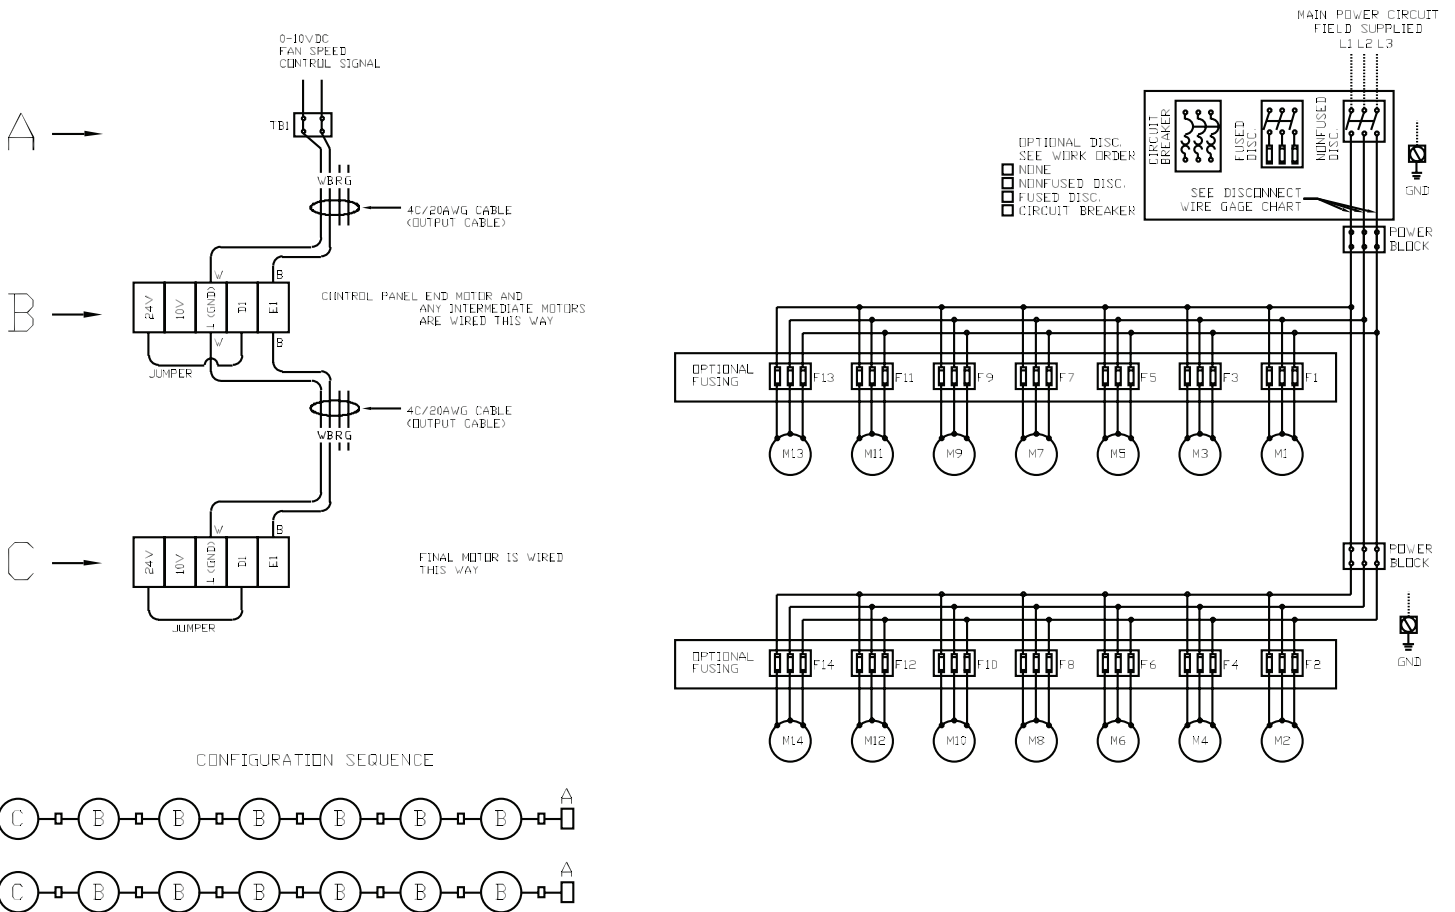 0-10VDC
FAN SPEED
CONTROL SIGNAL
A
TB1
WBRG
4C/20AWG CABLE
(OUTPUT CABLE)
W
B
B
24V
10V
L (GND)
D1
E1
CONTROL PANEL END MOTOR AND
ANY INTERMEDIATE MOTORS
ARE WIRED THIS WAY
W
B
JUMPER
4C/20AWG CABLE
(OUTPUT CABLE)
WBRG
W
B
C
24V
10V
L (GND)
D1
E1
FINAL MOTOR IS WIRED
THIS WAY
JUMPER
CONFIGURATION SEQUENCE
A
C B B B B B B
A
C B B B B B B
MAIN POWER CIRCUIT
FIELD SUPPLIED
L1 L2 L3
CIRCUIT
BREAKER
FUSED
DISC.
NONFUSED
DISC.
OPTIONAL DISC.
SEE WORK ORDER
NONE
NONFUSED DISC.
FUSED DISC.
CIRCUIT BREAKER
SEE DISCONNECT
WIRE GAGE CHART
GND
POWER
BLOCK
OPTIONAL
FUSING
F13 F11 F9 F7 F5 F3 F1
M13 M11 M9 M7 M5 M3 M1
POWER
BLOCK
GND
OPTIONAL
FUSING
F14 F12 F10 F8 F6 F4 F2
M14 M12 M10 M8 M6 M4 M2